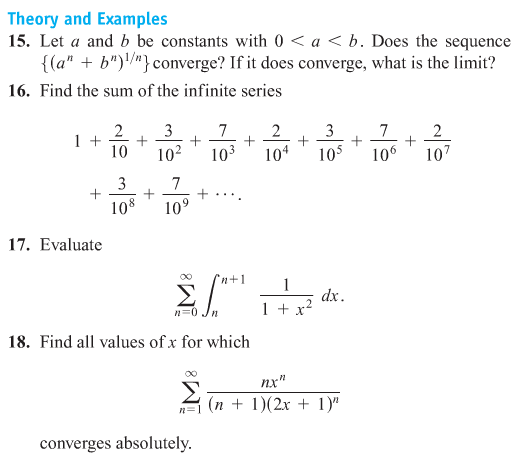 Theory and Examples
15. Let a and b be constants with 0 < a < b. Does the sequence
{(aⁿ + bⁿ)^{1/n}} converge? If it does converge, what is the limit?
16. Find the sum of the infinite series
1 + 2/10 + 3/10² + 7/10³ + 2/10⁴ + 3/10⁵ + 7/10⁶ + 2/10⁷
+ 3/10⁸ + 7/10⁹ + ⋯.
17. Evaluate
∑_{n=0}^{∞} ∫_{n}^{n+1} 1/(1 + x²) dx.
18. Find all values of x for which
∑_{n=1}^{∞} nxⁿ/((n + 1)(2x + 1)ⁿ)
converges absolutely.